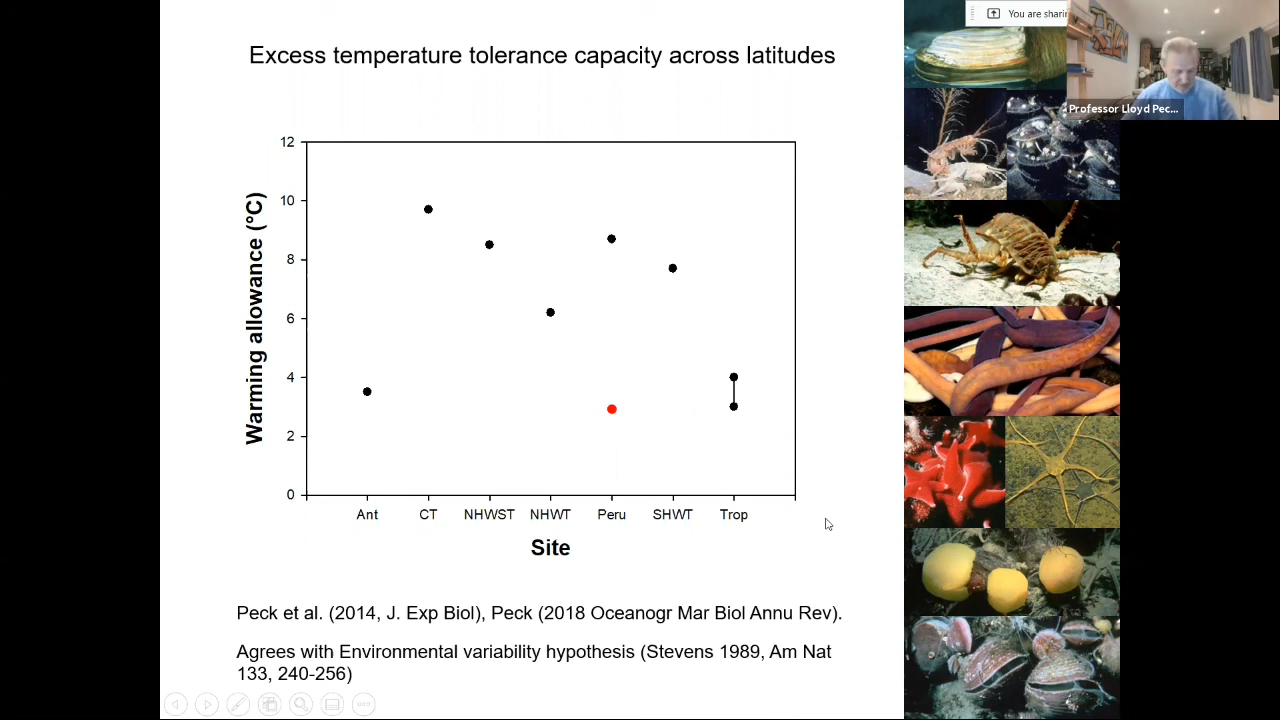 You are sharin
Professor Lloyd Pec...
Excess temperature tolerance capacity across latitudes
Warming allowance (°C)
12
10
8
6
4
2
0
Ant CT NHWST NHWT Peru SHWT Trop
Site
Peck et al. (2014, J. Exp Biol), Peck (2018 Oceanogr Mar Biol Annu Rev).
Agrees with Environmental variability hypothesis (Stevens 1989, Am Nat
133, 240-256)